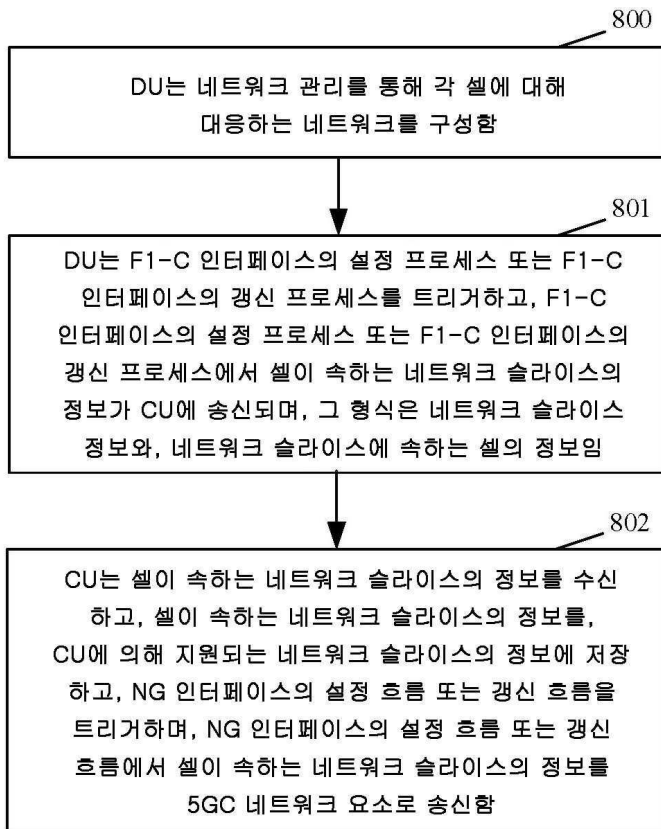 800
DU는 네트워크 관리를 통해 각 셀에 대해
대응하는 네트워크를 구성함
801
DU는 F1-C 인터페이스의 설정 프로세스 또는 F1-C
인터페이스의 갱신 프로세스를 트리거하고, F1-C
인터페이스의 설정 프로세스 또는 F1-C 인터페이스의
갱신 프로세스에서 셀이 속하는 네트워크 슬라이스의
정보가 CU에 송신되며, 그 형식은 네트워크 슬라이스
정보와, 네트워크 슬라이스에 속하는 셀의 정보임
802
CU는 셀이 속하는 네트워크 슬라이스의 정보를 수신
하고, 셀이 속하는 네트워크 슬라이스의 정보를,
CU에 의해 지원되는 네트워크 슬라이스의 정보에 저장
하고, NG 인터페이스의 설정 흐름 또는 갱신 흐름을
트리거하며, NG 인터페이스의 설정 흐름 또는 갱신
흐름에서 셀이 속하는 네트워크 슬라이스의 정보를
5GC 네트워크 요소로 송신함